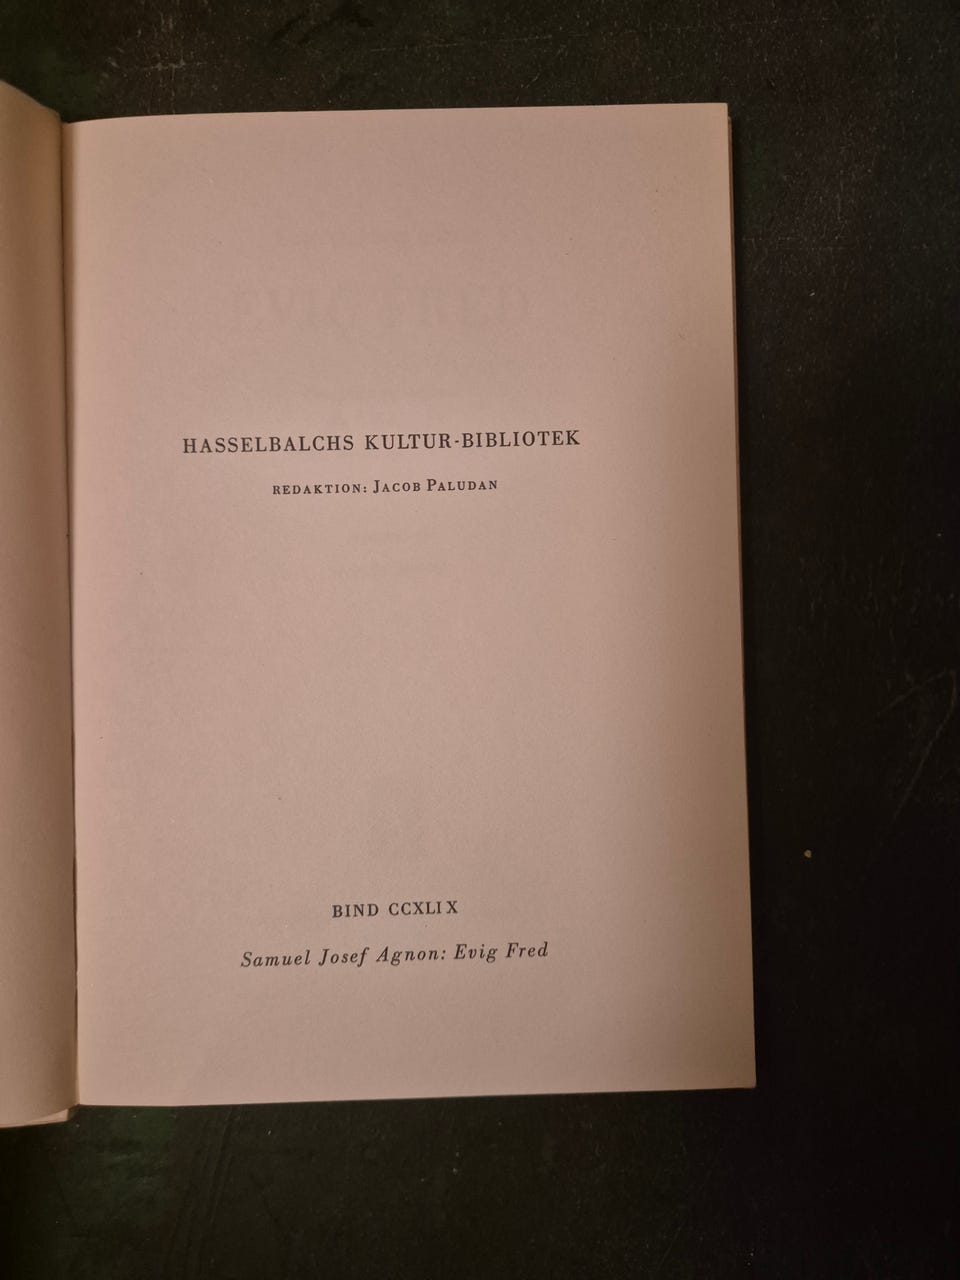 HASSELBALCHS KULTUR-BIBLIOTEK
REDAKTION: JACOB PALUDAN
BIND CCXLIX
Samuel Josef Agnon: Evig Fred